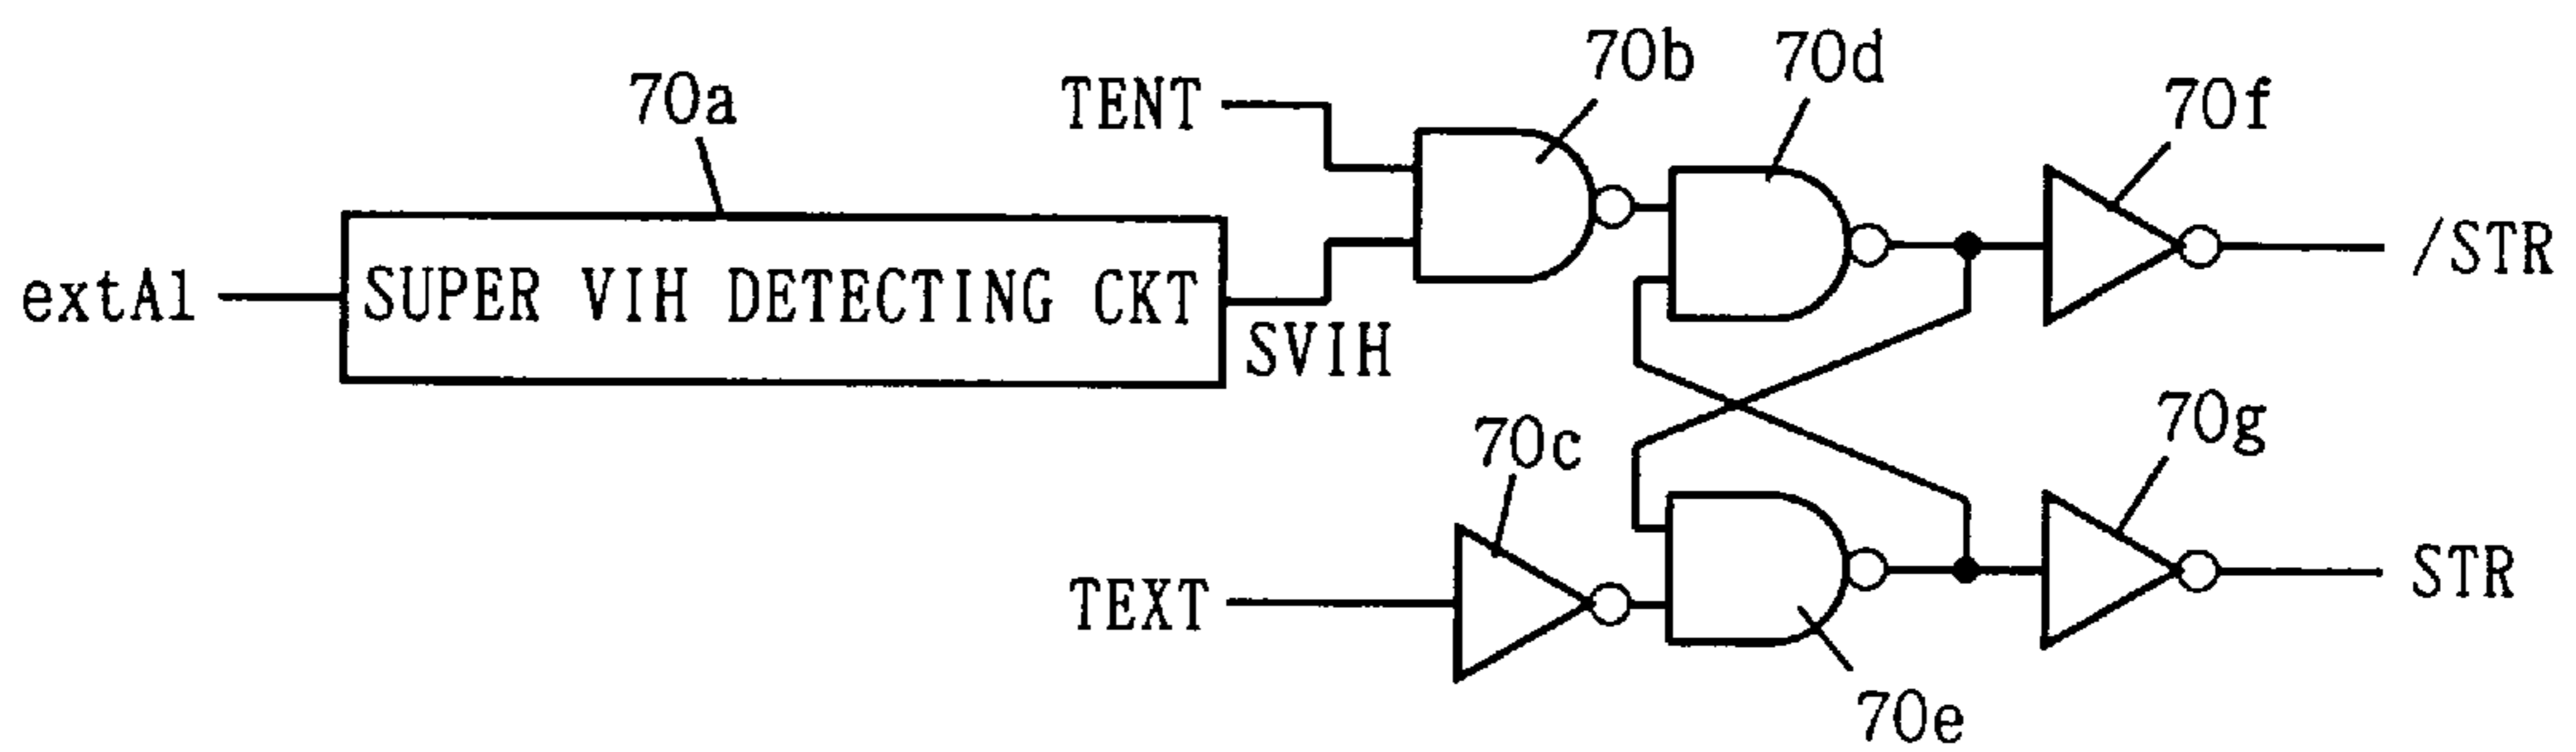 70b
70d
70a
TENT
70f
/STR
extA1
SUPER VIH DETECTING CKT
SVIH
70c
70g
TEXT
STR
70e